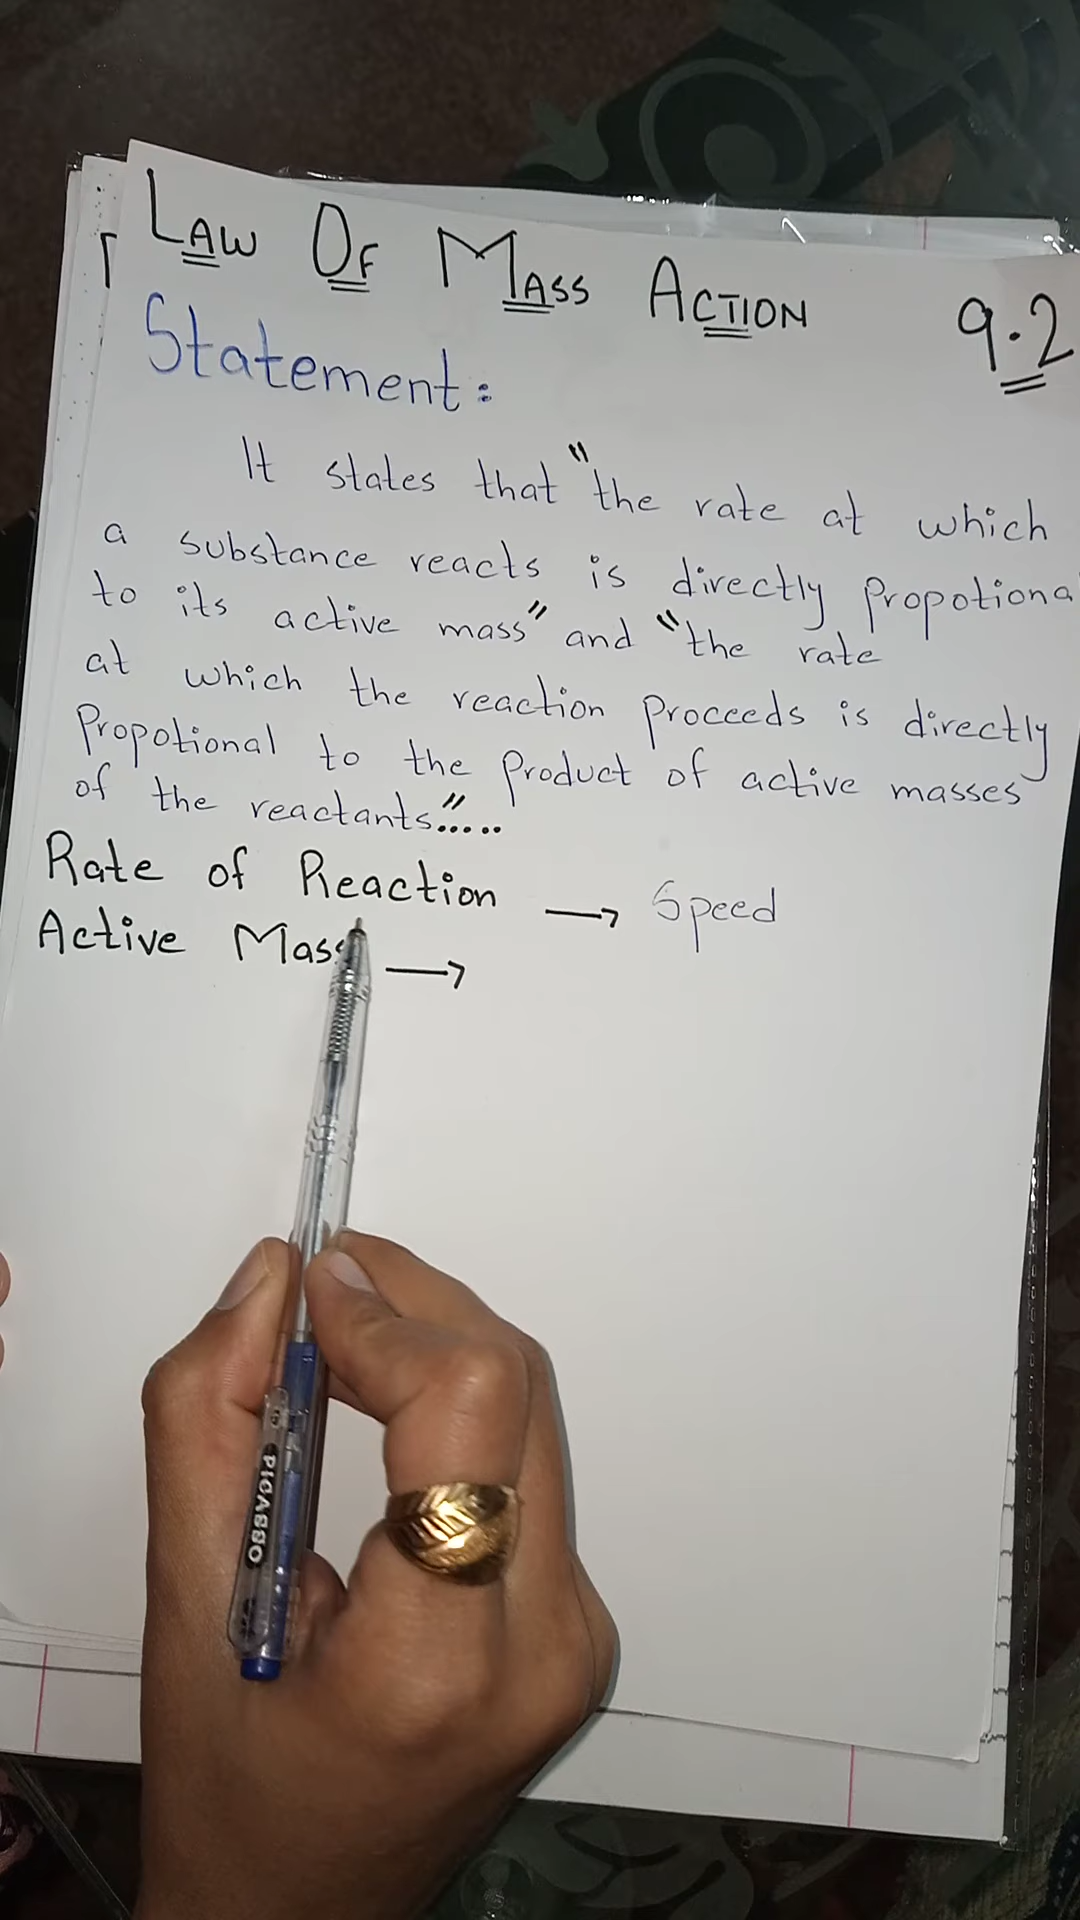 LAW OF MASS ACTION 9.2
Statement:
It states that "the rate at which
a substance reacts is directly propotiona
to its active mass" and "the rate
at which the reaction proceeds is directly
propotional to the product of active masses
of the reactants".....
Rate of Reaction → Speed
Active Mass →
PICASSO